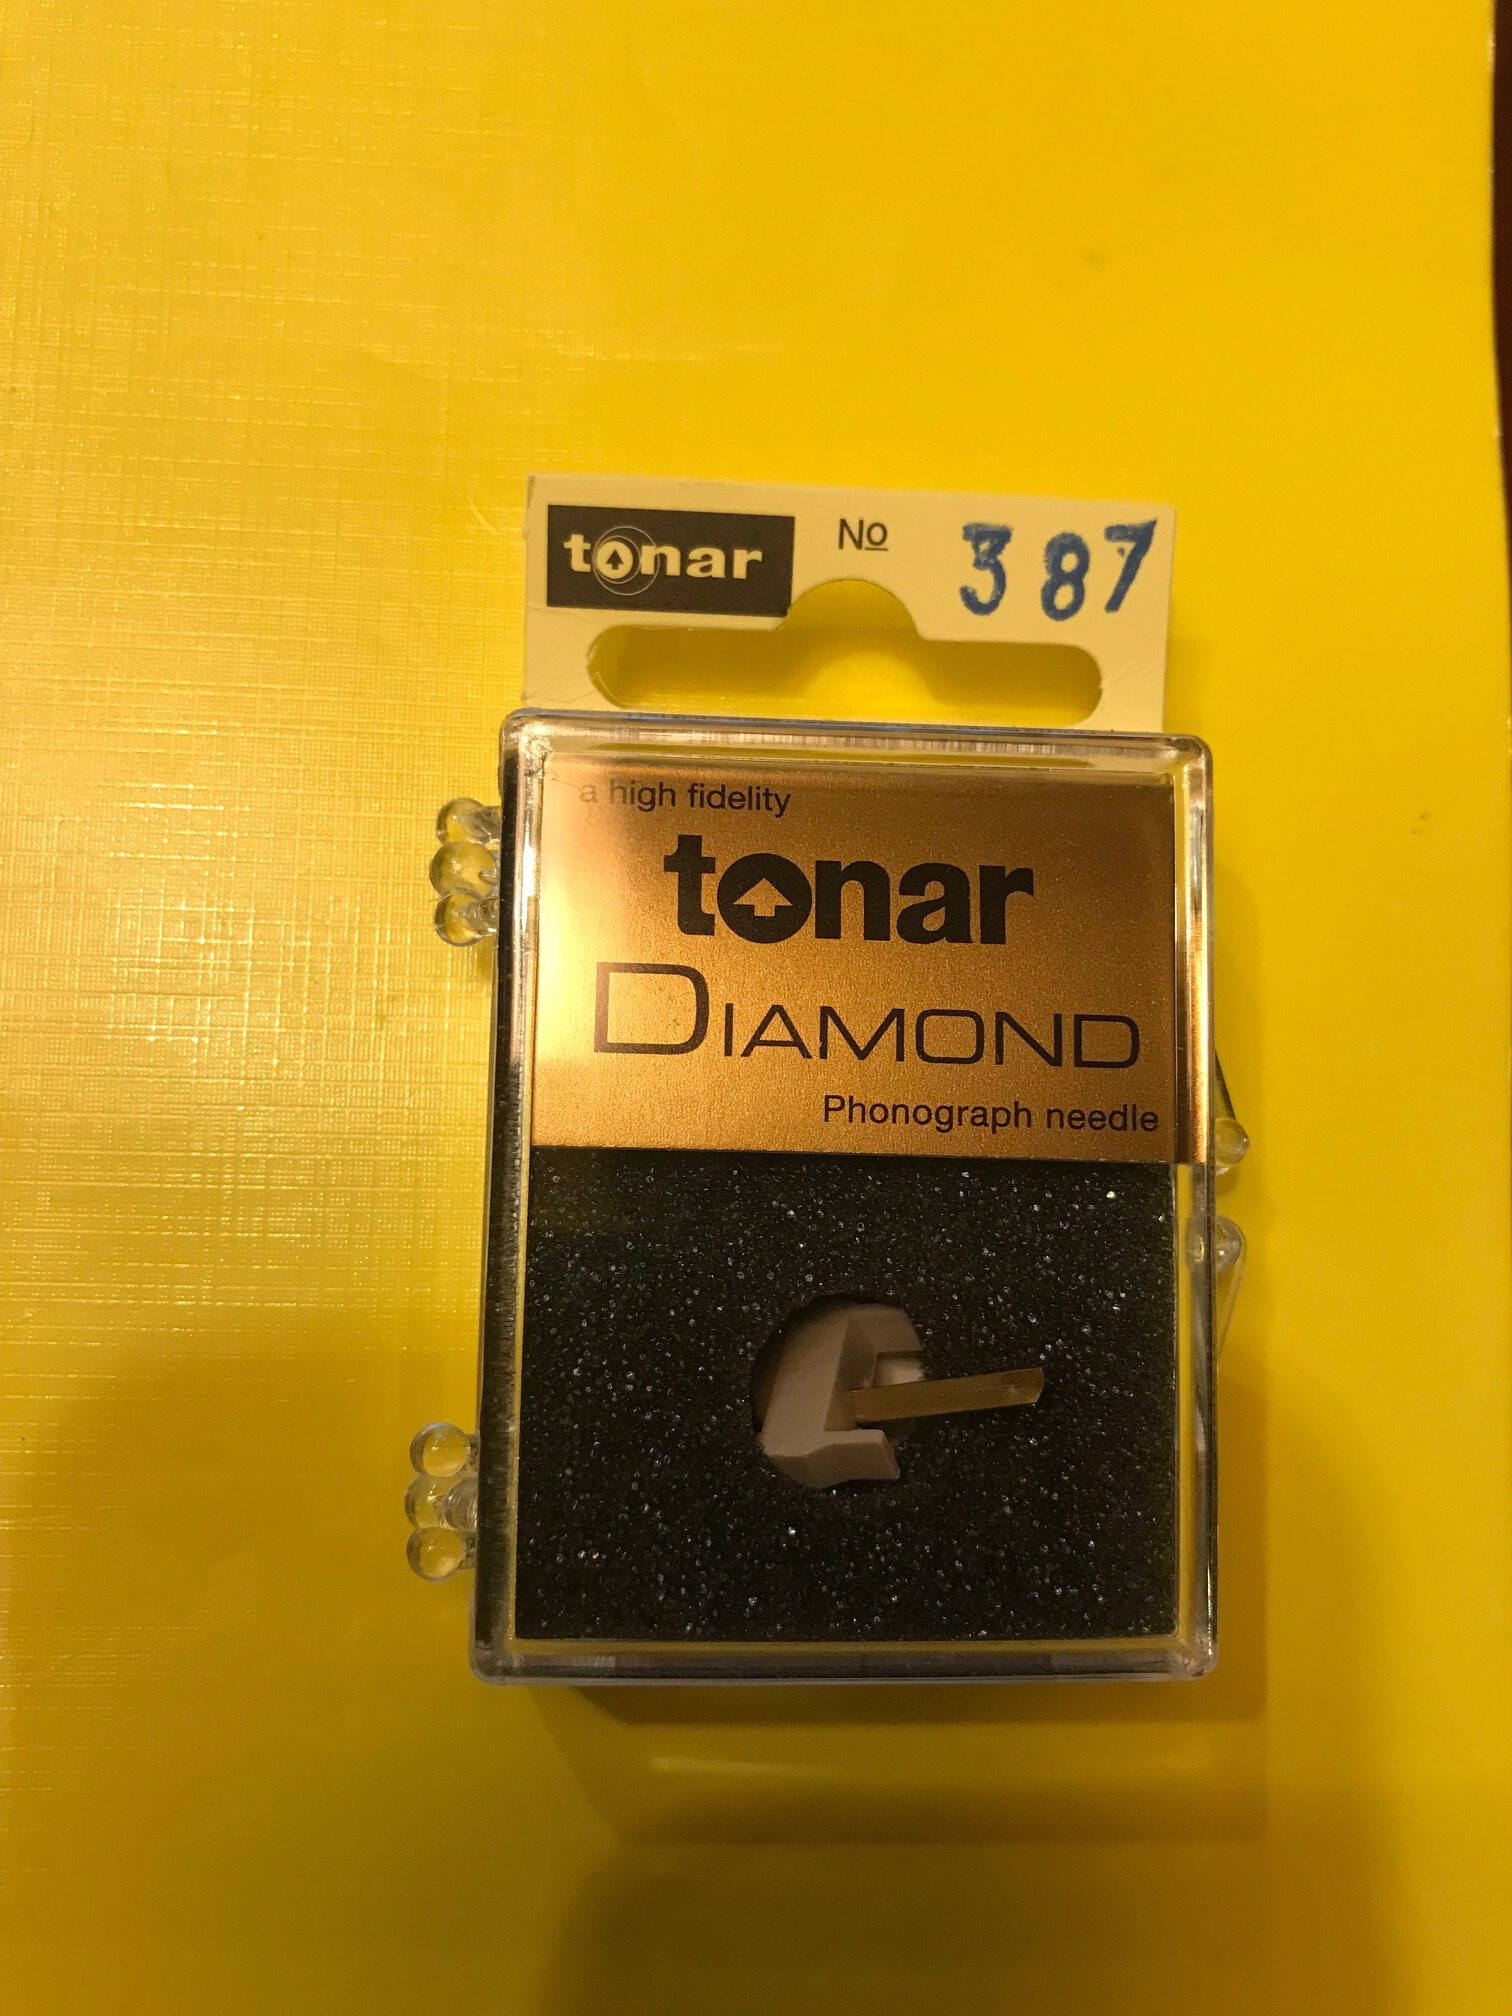 tonar No 387
a high fidelity
tonar
DIAMOND
Phonograph needle